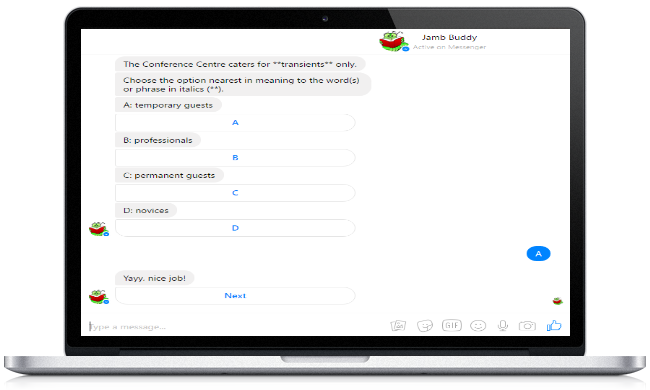 Jamb Buddy
Active on Messenger
The Conference Centre caters for **transients** only.
Choose the option nearest in meaning to the word(s)
or phrase in italics (**).
A: temporary guests
A
B: professionals
B
C: permanent guests
C
D: novices
D
A
Yayy. nice job!
Next
Type a message...
GIF